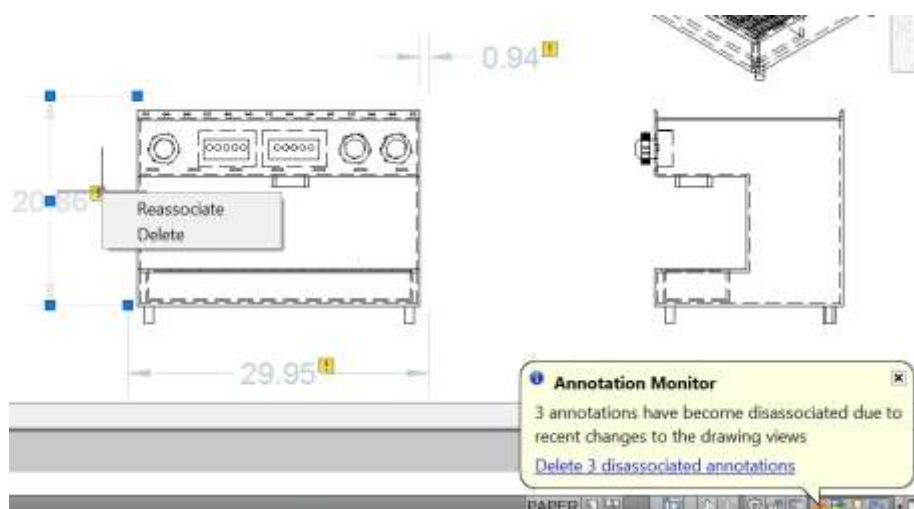 0.94
20.86
Reassociate
Delete
29.95
Annotation Monitor
3 annotations have become disassociated due to
recent changes to the drawing views
Delete 3 disassociated annotations
PAPER